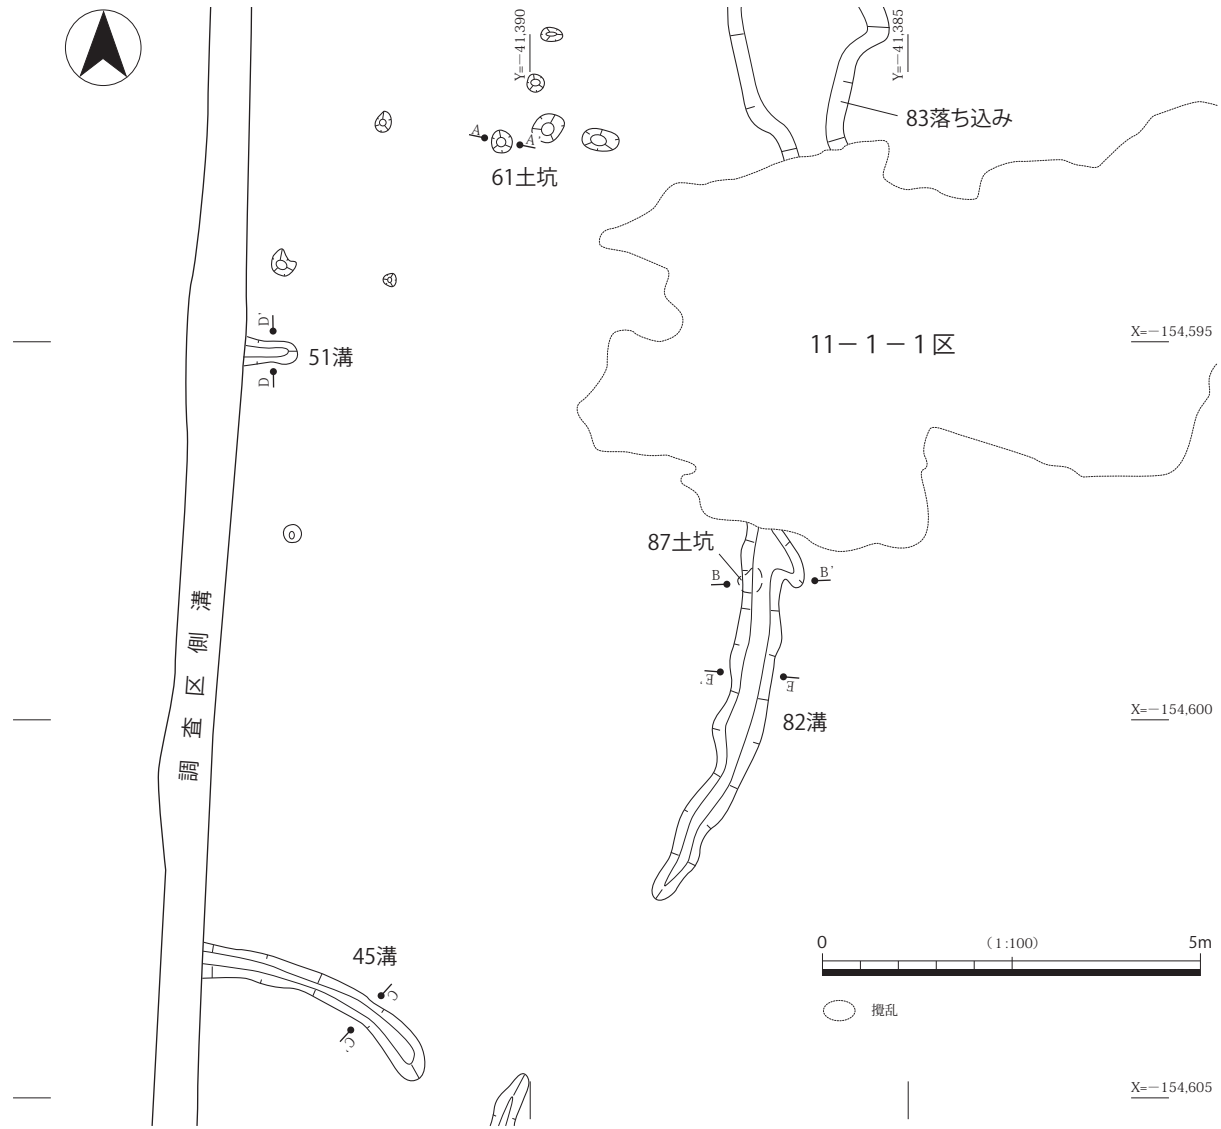 Y=－41,390
Y=－41,385
83落ち込み
A
A'
61土坑
D'
51溝
D
11－1－1区
X=－154,595
87土坑
B
B'
E'
E
調査区側溝
82溝
X=－154,600
45溝
C
C'
0
（1:100）
5m
攪乱
X=－154,605